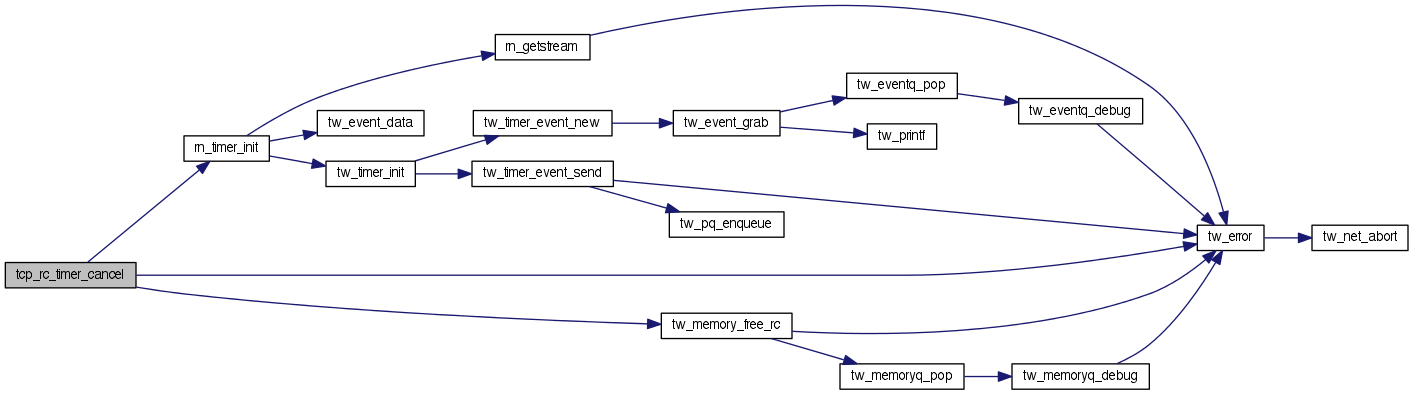 rn_getstream
tw_eventq_pop
tw_event_data
tw_eventq_debug
tw_timer_event_new
tw_event_grab
rn_timer_init
tw_printf
tw_timer_init
tw_timer_event_send
tw_pq_enqueue
tw_error
tw_net_abort
tcp_rc_timer_cancel
tw_memory_free_rc
tw_memoryq_pop
tw_memoryq_debug